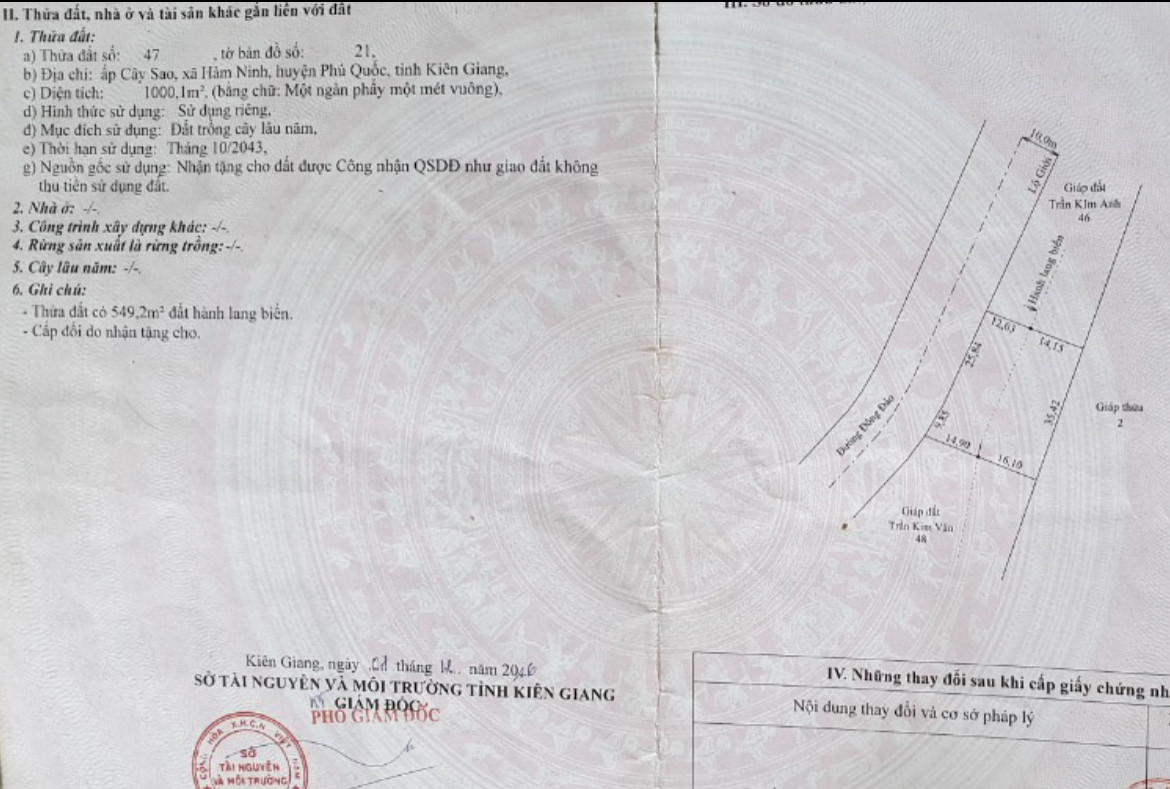 II. Thửa đất, nhà ở và tài sản khác gắn liền với đất
1. Thửa đất:
a) Thửa đất số: 47 , tờ bản đồ số: 21,
b) Địa chỉ: ấp Cây Sao, xã Hàm Ninh, huyện Phú Quốc, tỉnh Kiên Giang,
c) Diện tích: 1000,1m², (bằng chữ: Một ngàn phẩy một mét vuông),
d) Hình thức sử dụng: Sử dụng riêng,
đ) Mục đích sử dụng: Đất trồng cây lâu năm,
e) Thời hạn sử dụng: Tháng 10/2043,
g) Nguồn gốc sử dụng: Nhận tặng cho đất được Công nhận QSDĐ như giao đất không
thu tiền sử dụng đất.
2. Nhà ở: -/-.
3. Công trình xây dựng khác: -/-.
4. Rừng sản xuất là rừng trồng: -/-.
5. Cây lâu năm: -/-.
6. Ghi chú:
- Thửa đất có 549,2m² đất hành lang biển.
- Cấp đổi do nhận tặng cho.
10,0m
Lộ Giới
Giáp đất
Trần KIm Anh
46
Hành lang biển
12,03
14,15
25,84
9,85
35,42
Giáp thửa
2
Đường Đông Đảo
14,90
16,10
Giáp đất
Trần Kim Vân
48
Kiên Giang, ngày tháng năm
SỞ TÀI NGUYÊN VÀ MÔI TRƯỜNG TỈNH KIÊN GIANG
GIÁM ĐỐC
PHÓ GIÁM ĐỐC
CỘNG HÒA X.H.C.N VIỆT NAM
SỞ
TÀI NGUYÊN
VÀ MÔI TRƯỜNG
IV. Những thay đổi sau khi cấp giấy chứng nh
Nội dung thay đổi và cơ sở pháp lý